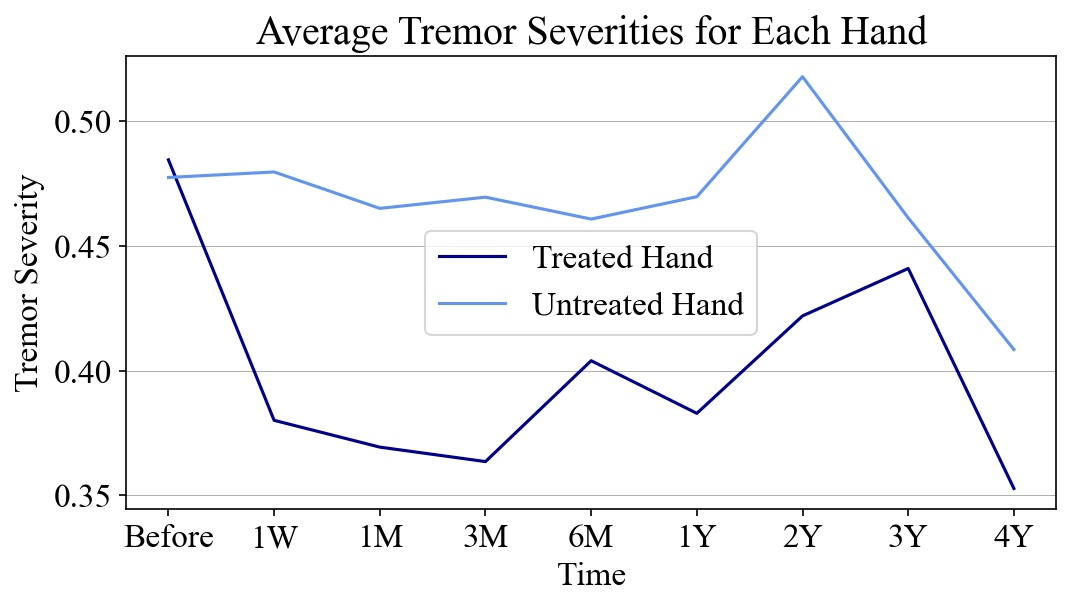 Average Tremor Severities for Each Hand
Tremor Severity
0.50
0.45
0.40
0.35
Treated Hand
Untreated Hand
Before 1W 1M 3M 6M 1Y 2Y 3Y 4Y
Time